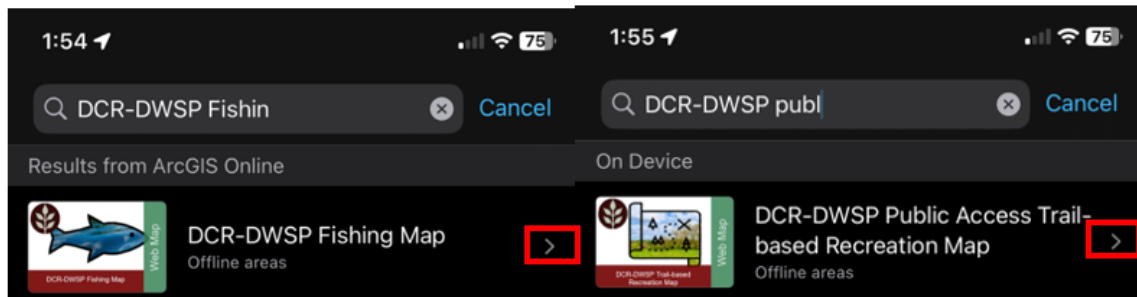 1:54
75
DCR-DWSP Fishin
Cancel
Results from ArcGIS Online
DCR-DWSP Fishing Map
Web Map
DCR-DWSP Fishing Map
Offline areas
1:55
75
DCR-DWSP publ
Cancel
On Device
DCR-DWSP Trail-based
Recreation Map
Web Map
DCR-DWSP Public Access Trail-
based Recreation Map
Offline areas